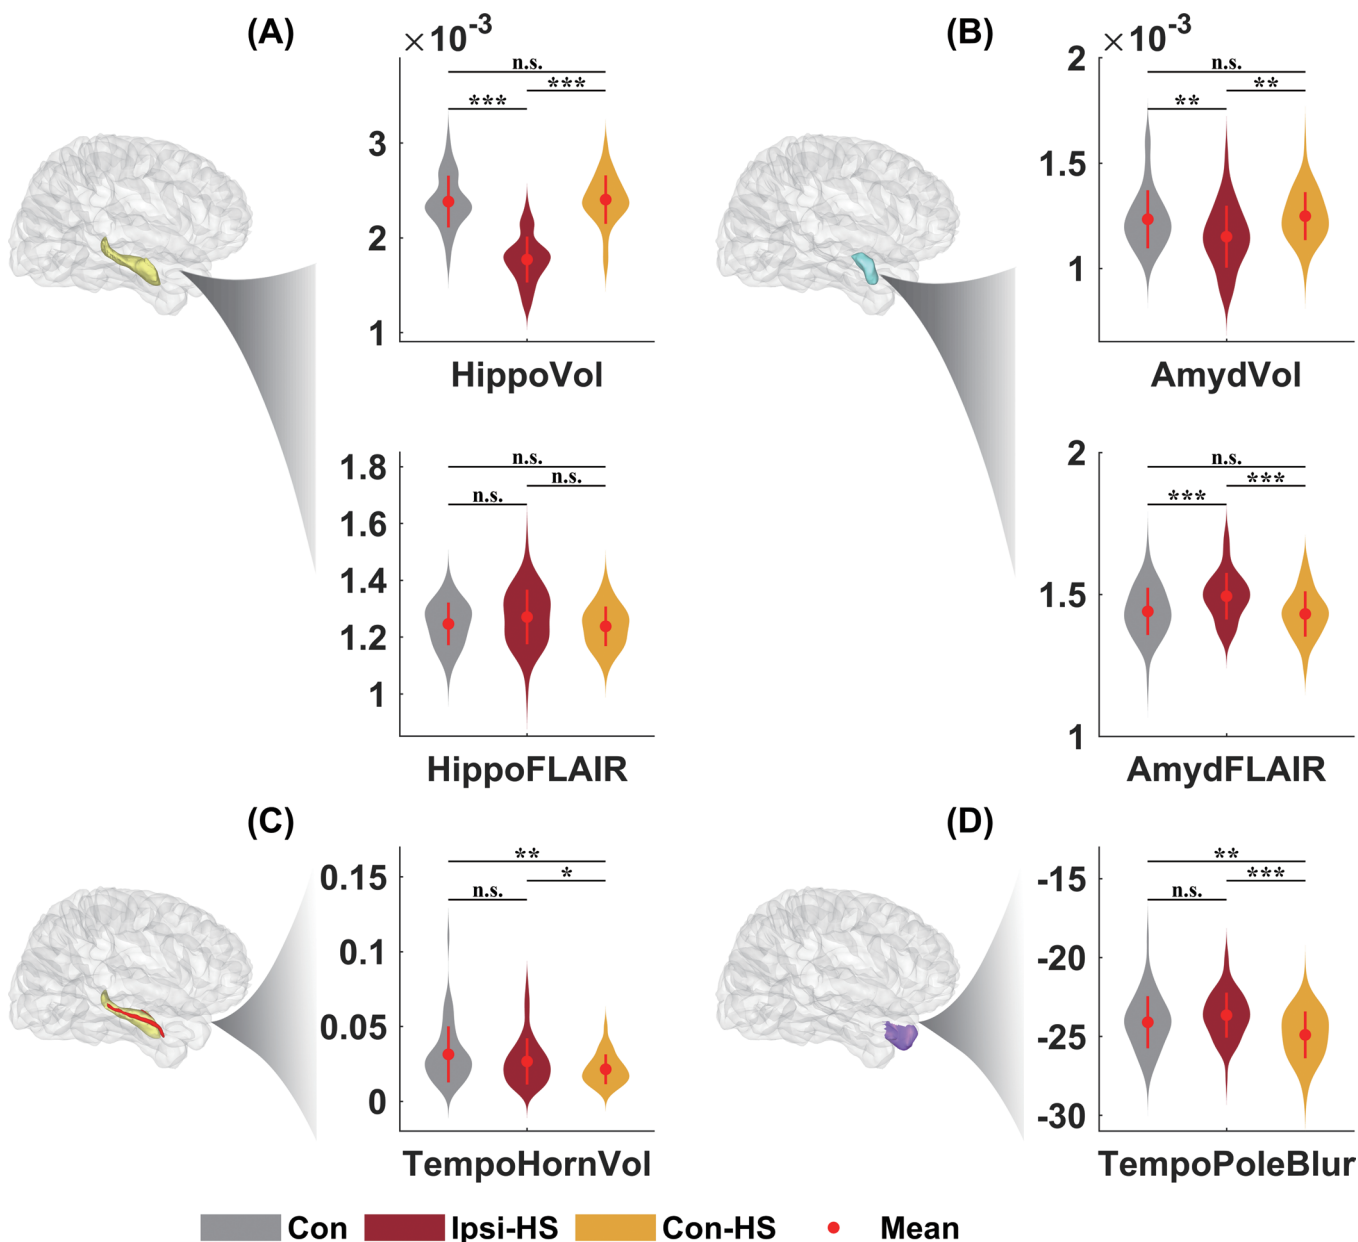 (A)
×10-3
n.s.
***
***
3
2
1
HippoVol
1.8
1.6
1.4
1.2
1
n.s.
n.s.
n.s.
HippoFLAIR
(B)
2
×10-3
n.s.
**
**
1.5
1
AmydVol
2
1.5
1
n.s.
***
***
AmydFLAIR
(C)
0.15
0.1
0.05
0
**
*
n.s.
TempoHornVol
(D)
-15
-20
-25
-30
**
***
n.s.
TempoPoleBlur
Con Ipsi-HS Con-HS Mean